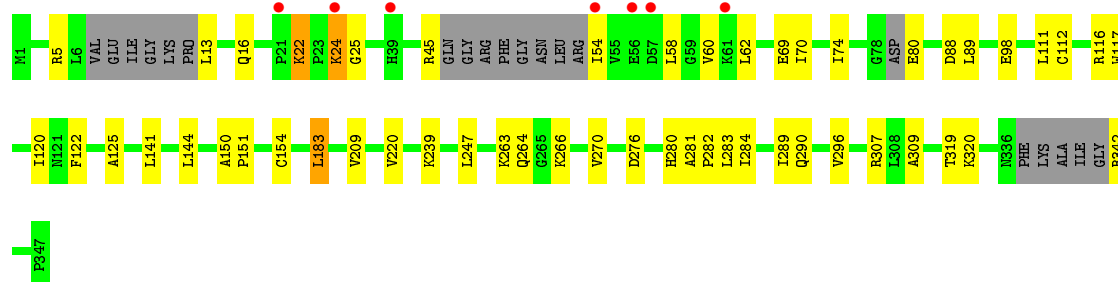 M1 R5 L6 VAL GLU ILE GLY LYS PRO L13 Q16 P21 K22 P23 K24 G25 H39 R45 GLN GLY ARG PHE GLY ASN LEU ARG I54 V55 E56 D57 L58 G59 V60 K61 L62 E69 I70 I74 G78 ASP E80 D88 L89 E98 L111 C112 R116 W117
I120 N121 F122 A125 L141 L144 A150 P151 C154 L183 V209 V220 K239 L247 K263 Q264 G265 K266 V270 D276 H280 A281 P282 L283 I284 I289 Q290 V296 R307 L308 A309 T319 K320 N336 PHE LYS ALA ILE GLY
P347